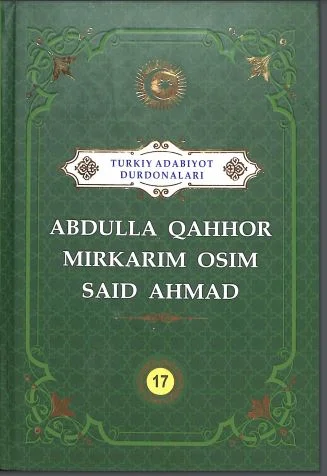 TURKIY ADABIYOT
DURDONALARI
ABDULLA QAHHOR
MIRKARIM OSIM
SAID AHMAD
17